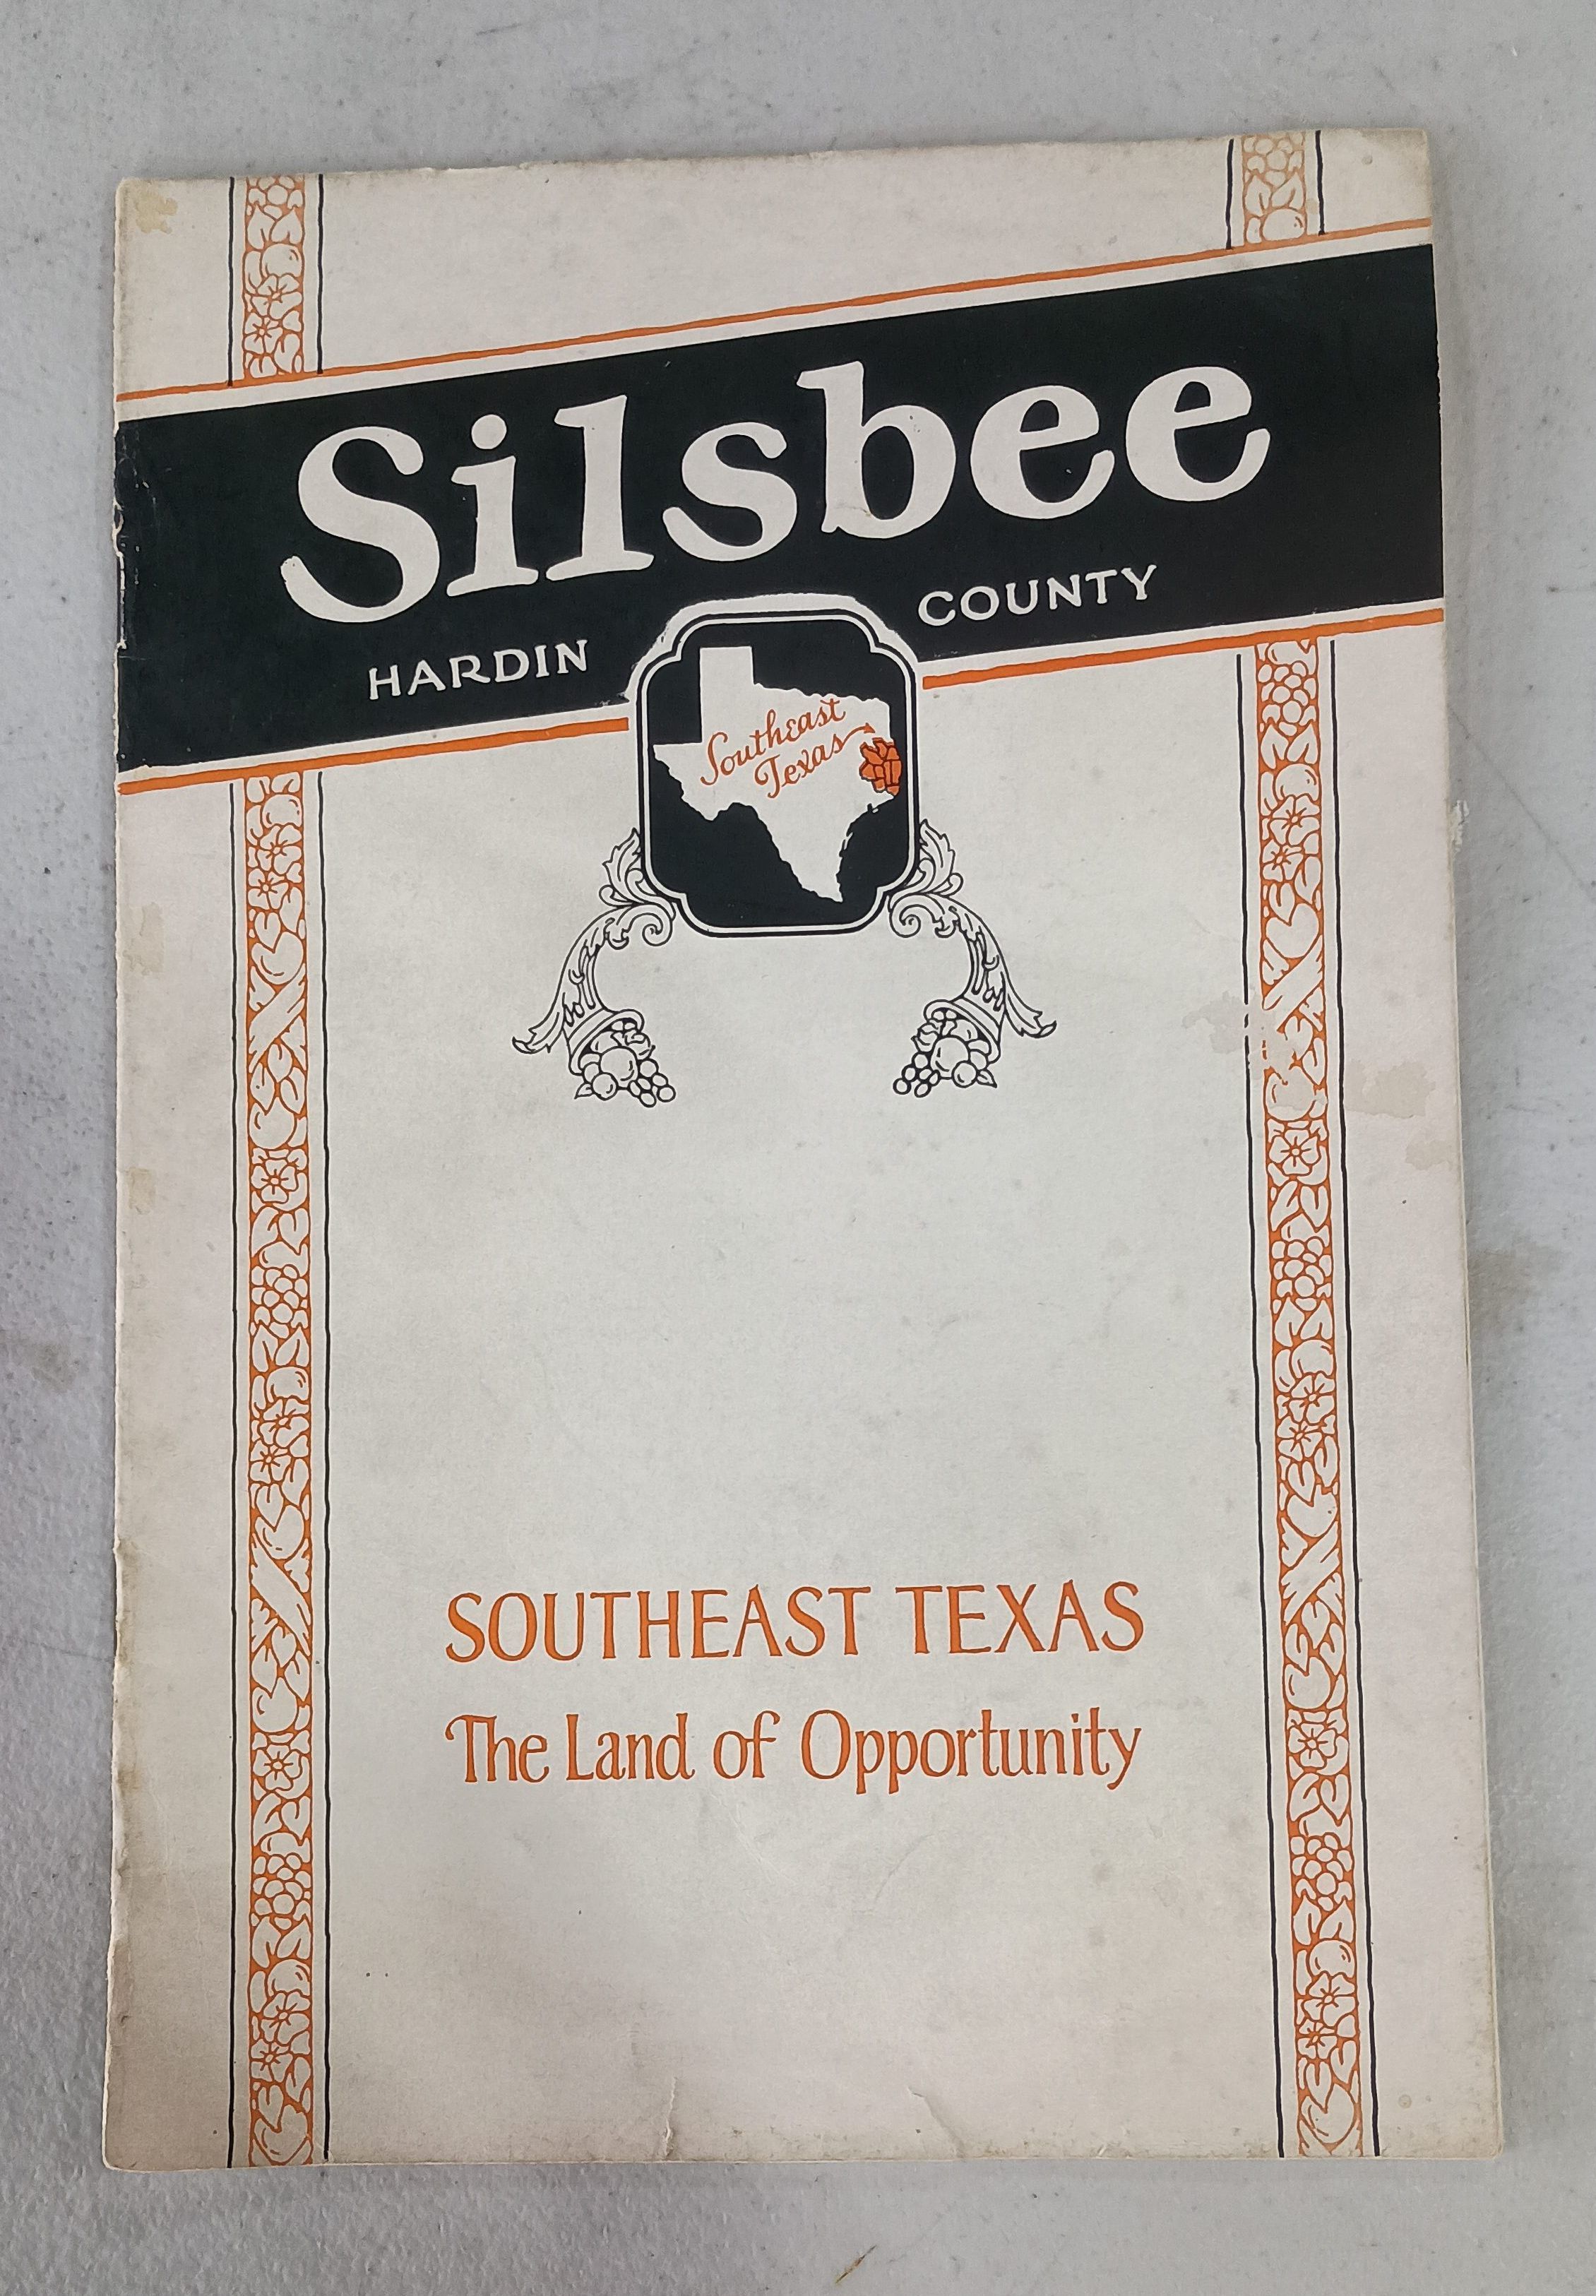 Silsbee
HARDIN COUNTY
Southeast
Texas
SOUTHEAST TEXAS
The Land of Opportunity